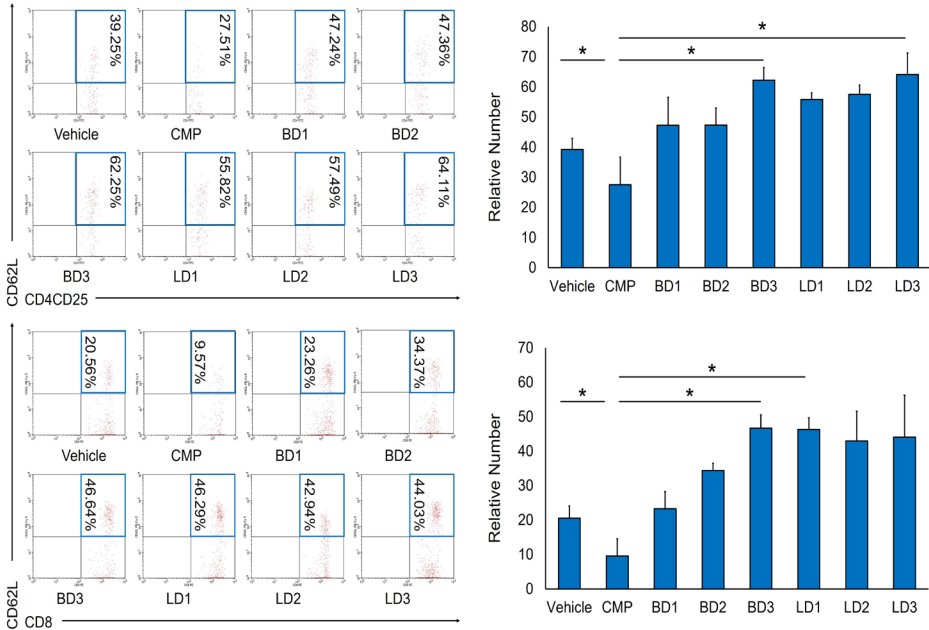 39.25%
27.51%
47.24%
47.36%
Vehicle
CMP
BD1
BD2
62.25%
55.82%
57.49%
64.11%
BD3
LD1
LD2
LD3
CD62L
CD4CD25
80
70
60
50
40
30
20
10
0
Relative Number
*
*
*
Vehicle CMP BD1 BD2 BD3 LD1 LD2 LD3
20.56%
9.57%
23.26%
34.37%
Vehicle
CMP
BD1
BD2
46.64%
46.29%
42.94%
44.03%
BD3
LD1
LD2
LD3
CD62L
CD8
70
60
50
40
30
20
10
0
Relative Number
*
*
*
Vehicle CMP BD1 BD2 BD3 LD1 LD2 LD3